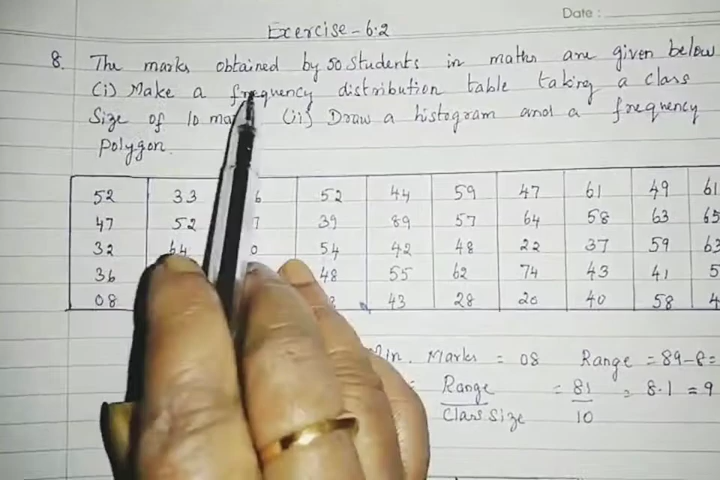 Date :
Exercise - 6.2
8. The marks obtained by 50 students in maths are given below
(i) Make a frequency distribution table taking a class
Size of 10 (ii) Draw a histogram and a frequency
Polygon.
52 33 52 44 59 47 61 49 61
47 52 39 89 57 64 58 63 65
32 64 54 42 48 22 37 59 63
36 48 55 62 74 43 41
08 43 28 20 40 58
Min. Marks = 08 Range = 89-8=
Range = 81 = 8.1 = 9
Class size 10